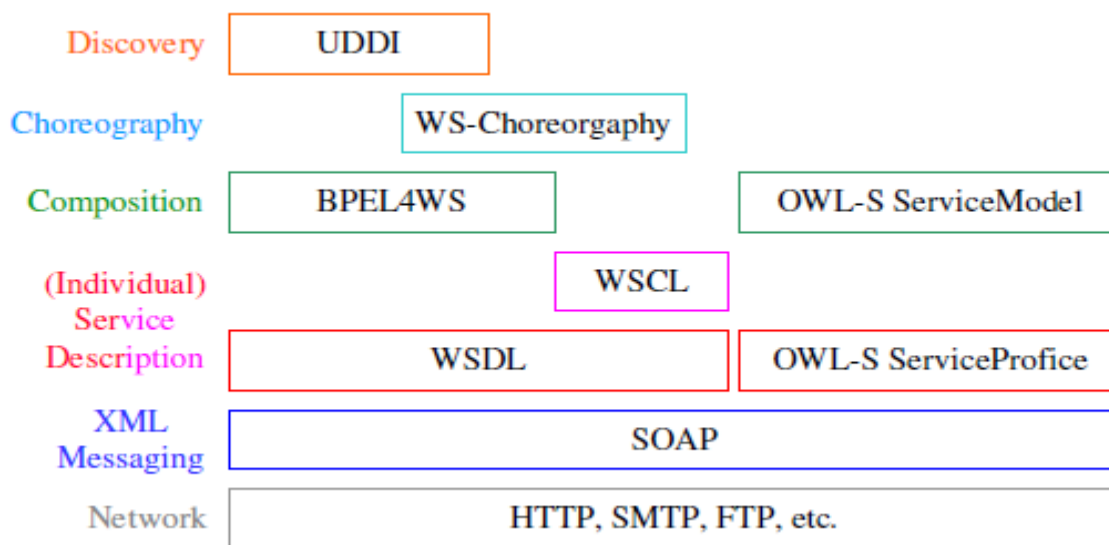 Discovery UDDI
Choreography WS-Choreorgaphy
Composition BPEL4WS OWL-S ServiceModel
(Individual) WSCL
Service
Description WSDL OWL-S ServiceProfice
XML
Messaging SOAP
Network HTTP, SMTP, FTP, etc.